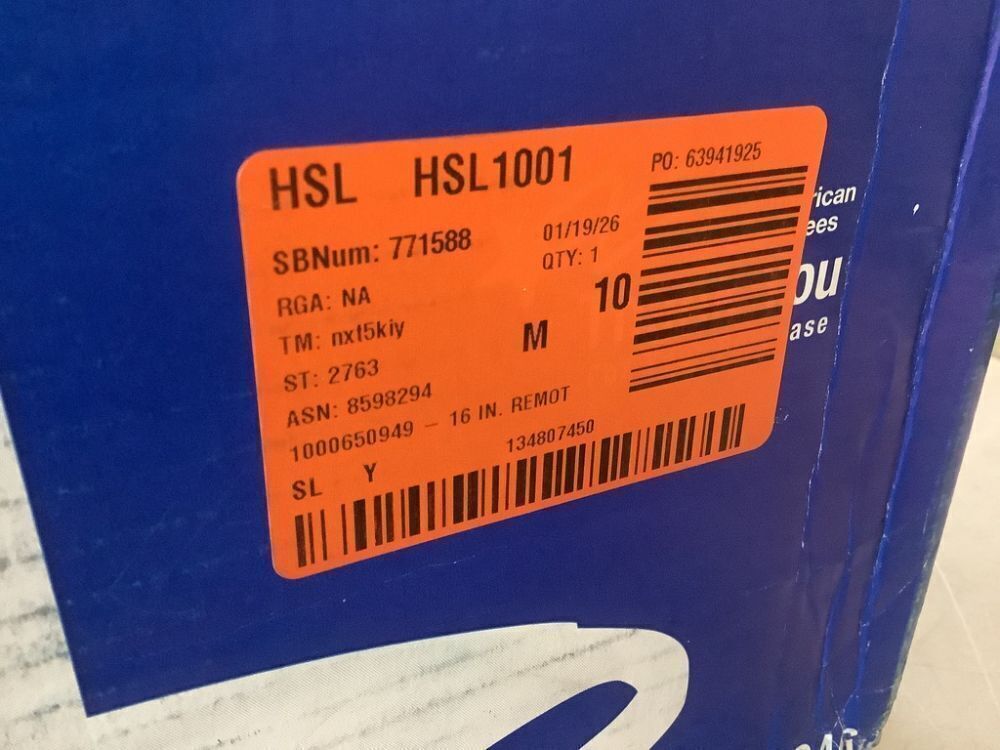 HSL HSL1001 PO: 63941925
SBNum: 771588 01/19/26
RGA: NA QTY: 1
TM: nxt5kiy M 10
ST: 2763
ASN: 8598294
1000650949 - 16 IN. REMOT
SL Y 134807450
rican
ees
ou
ase